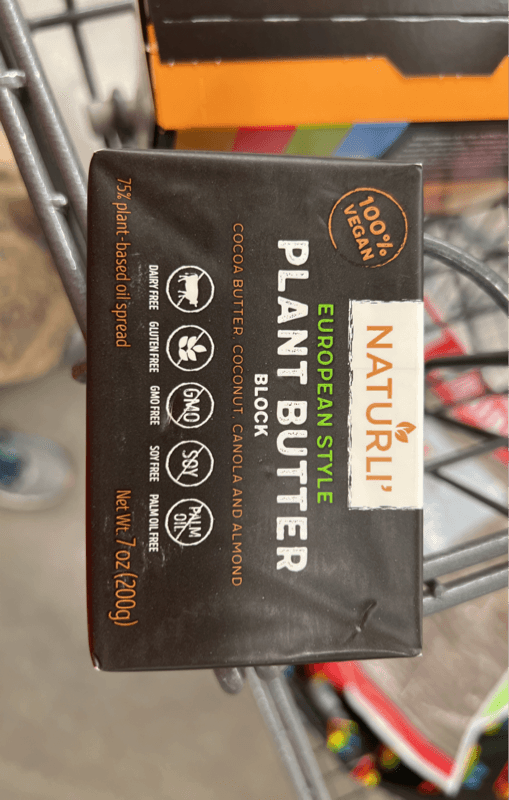 100%
VEGAN
NATURLI'
EUROPEAN STYLE
PLANT BUTTER
BLOCK
COCOA BUTTER, COCONUT, CANOLA AND ALMOND
GMO
SOY
PALM
OIL
DAIRY FREE
GLUTEN FREE
GMO FREE
SOY FREE
PALM OIL FREE
75% plant-based oil spread
Net Wt. 7 oz (200g)